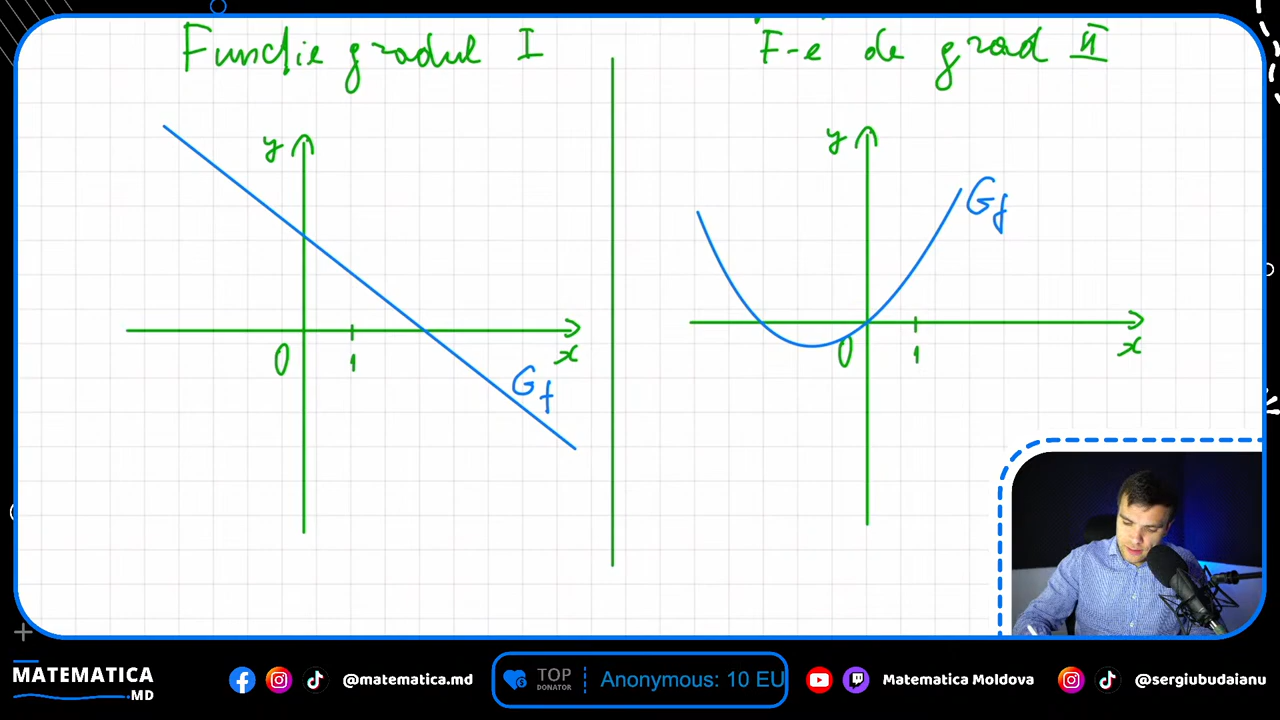 Funcție gradul I
F-e de grad II
y
0
1
x
Gf
y
0
1
x
Gf
MATEMATICA
.MD
@matematica.md
TOP
DONATOR
Anonymous: 10 EU
Matematica Moldova
@sergiubudaianu